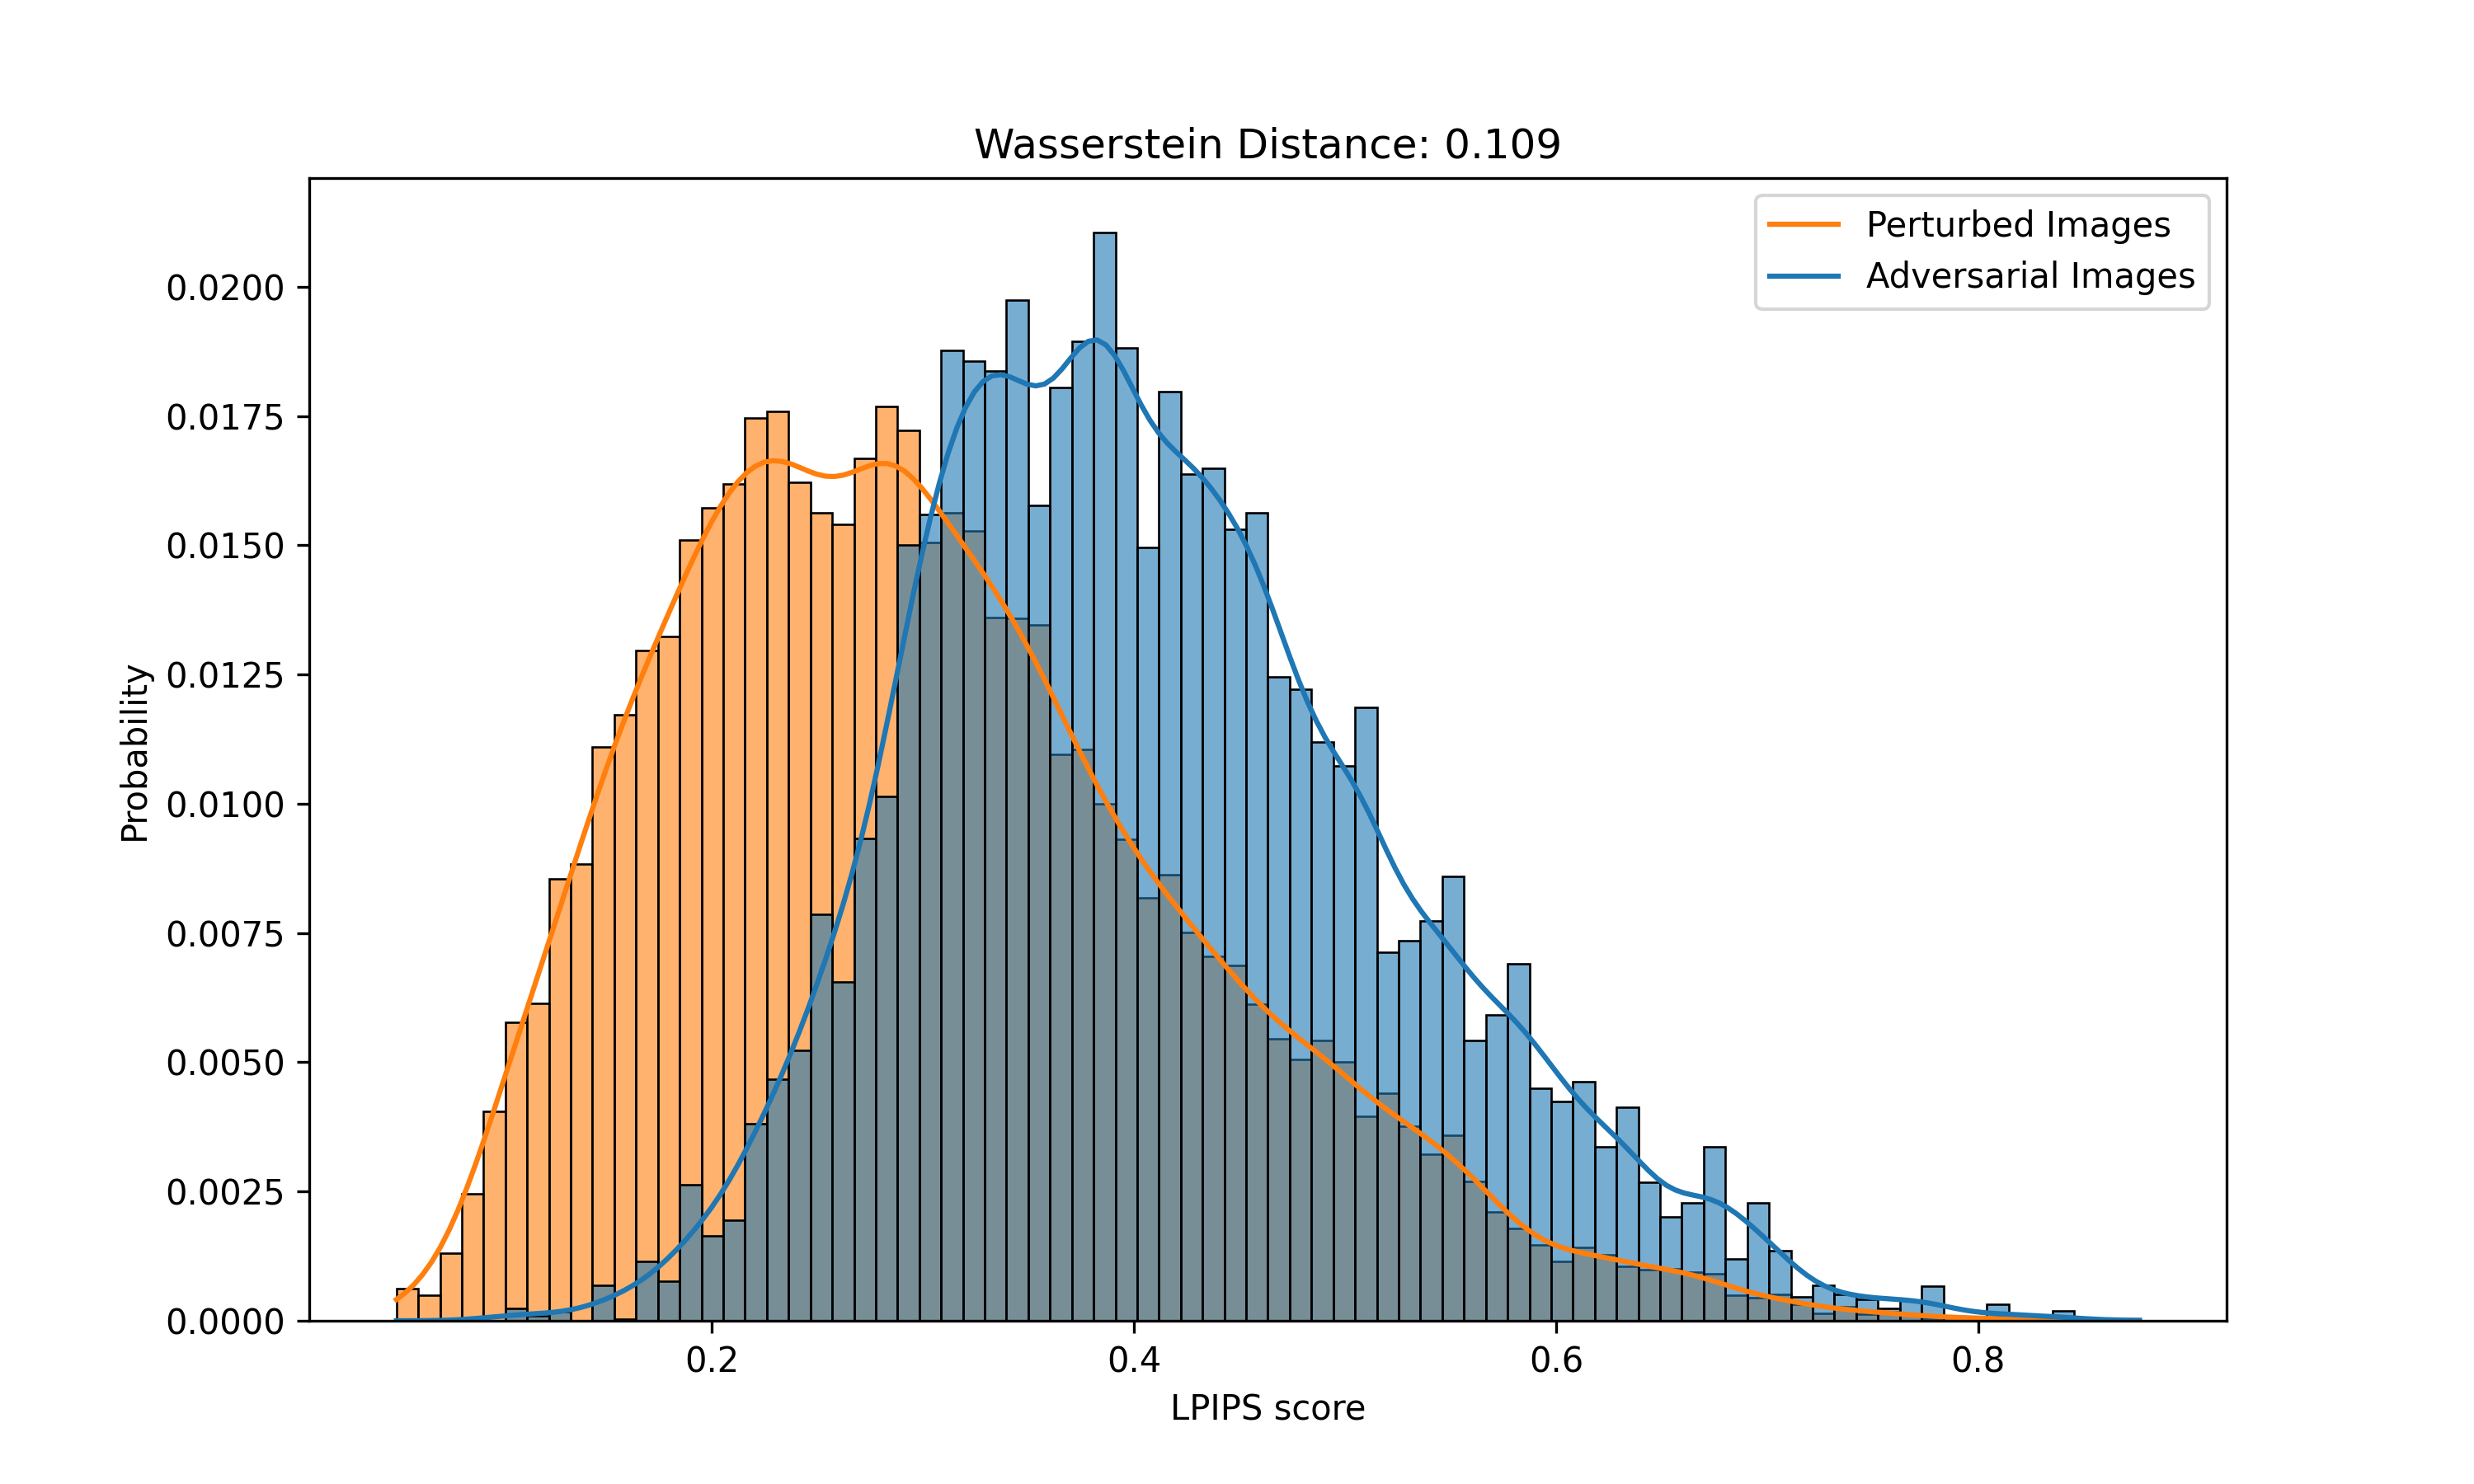 Wasserstein Distance: 0.109
Perturbed Images
Adversarial Images
Probability
0.0200
0.0175
0.0150
0.0125
0.0100
0.0075
0.0050
0.0025
0.0000
0.2 0.4 0.6 0.8
LPIPS score